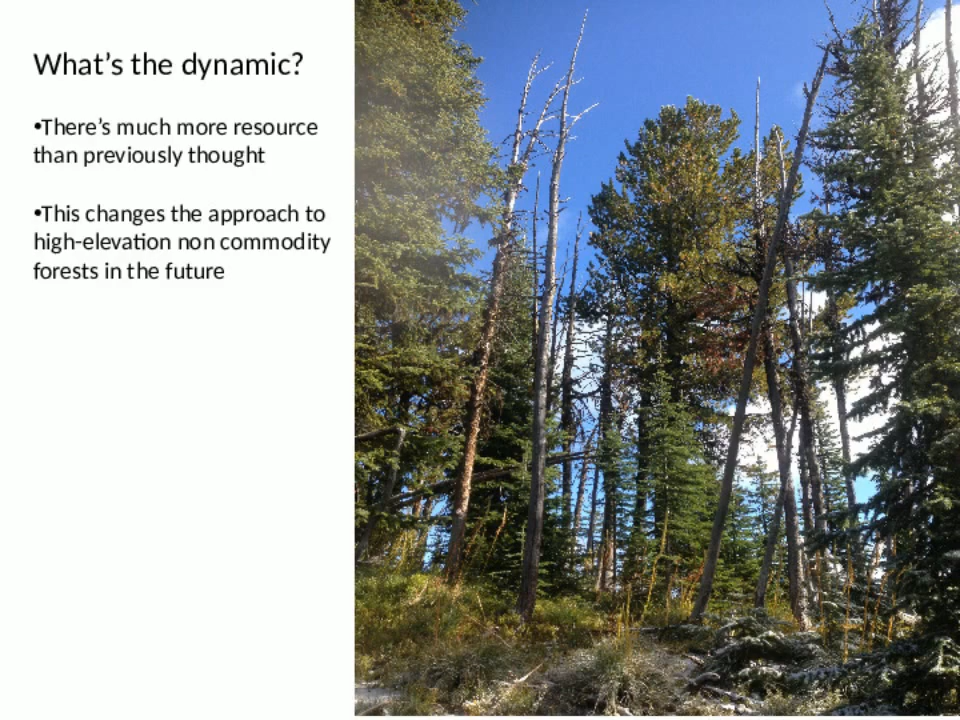 What’s the dynamic?
•There’s much more resource
than previously thought
•This changes the approach to
high-elevation non commodity
forests in the future